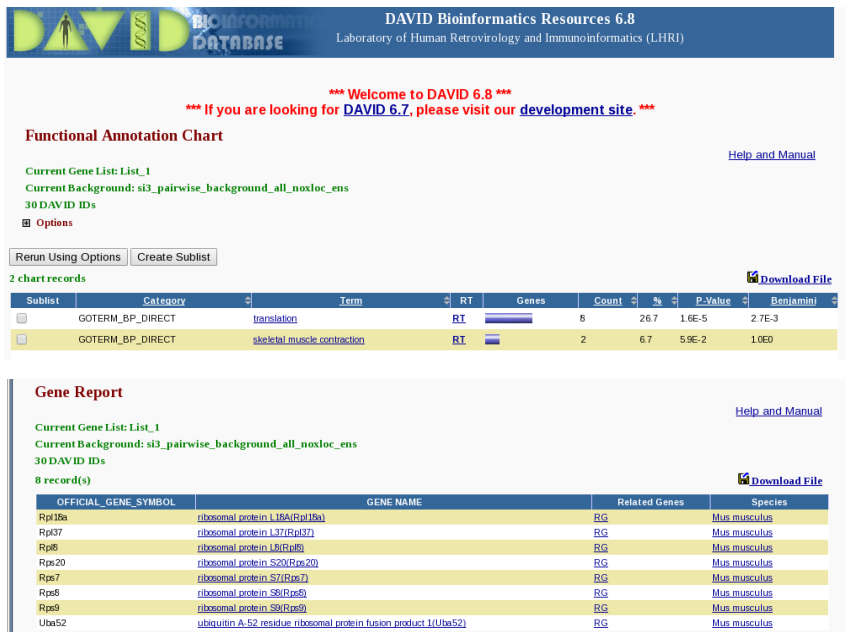 DAVID BIOINFORMATICS DATABASE
DAVID Bioinformatics Resources 6.8
Laboratory of Human Retrovirology and Immunoinformatics (LHRI)
*** Welcome to DAVID 6.8 ***
*** If you are looking for DAVID 6.7, please visit our development site. ***
Functional Annotation Chart
Help and Manual
Current Gene List: List_1
Current Background: si3_pairwise_background_all_noxloc_ens
30 DAVID IDs
Options
Rerun Using Options Create Sublist
2 chart records Download File
Sublist Category Term RT Genes Count % P-Value Benjamini
GOTERM_BP_DIRECT translation RT 8 26.7 1.6E-5 2.7E-3
GOTERM_BP_DIRECT skeletal muscle contraction RT 2 6.7 5.9E-2 1.0E0
Gene Report
Help and Manual
Current Gene List: List_1
Current Background: si3_pairwise_background_all_noxloc_ens
30 DAVID IDs
8 record(s) Download File
OFFICIAL_GENE_SYMBOL GENE NAME Related Genes Species
Rpl18a ribosomal protein L18A(Rpl18a) RG Mus musculus
Rpl37 ribosomal protein L37(Rpl37) RG Mus musculus
Rpl8 ribosomal protein L8(Rpl8) RG Mus musculus
Rps20 ribosomal protein S20(Rps20) RG Mus musculus
Rps7 ribosomal protein S7(Rps7) RG Mus musculus
Rps8 ribosomal protein S8(Rps8) RG Mus musculus
Rps9 ribosomal protein S9(Rps9) RG Mus musculus
Uba52 ubiquitin A-52 residue ribosomal protein fusion product 1(Uba52) RG Mus musculus